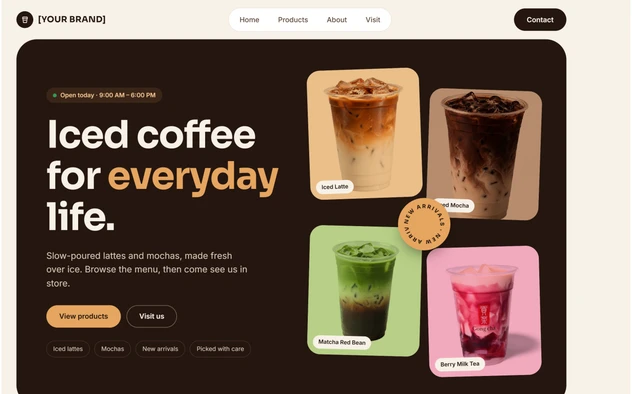 [YOUR BRAND]
Home Products About Visit
Contact
Open today · 9:00 AM – 6:00 PM
Iced coffee
for everyday
life.
Slow-poured lattes and mochas, made fresh
over ice. Browse the menu, then come see us in
store.
View products Visit us
Iced lattes Mochas New arrivals Picked with care
Iced Latte
Mocha
NEW ARRIVALS · NEW ARRIV
Matcha Red Bean
Berry Milk Tea